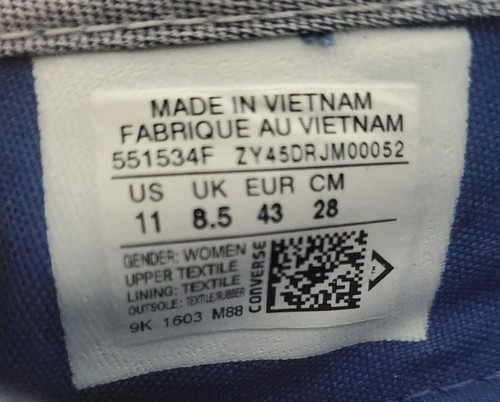 MADE IN VIETNAM
FABRIQUE AU VIETNAM
551534F ZY45DRJM00052
US UK EUR CM
11 8.5 43 28
GENDER: WOMEN
UPPER TEXTILE
LINING: TEXTILE
OUTSOLE: TEXTILE/RUBBER
9K 1603 M88
CONVERSE